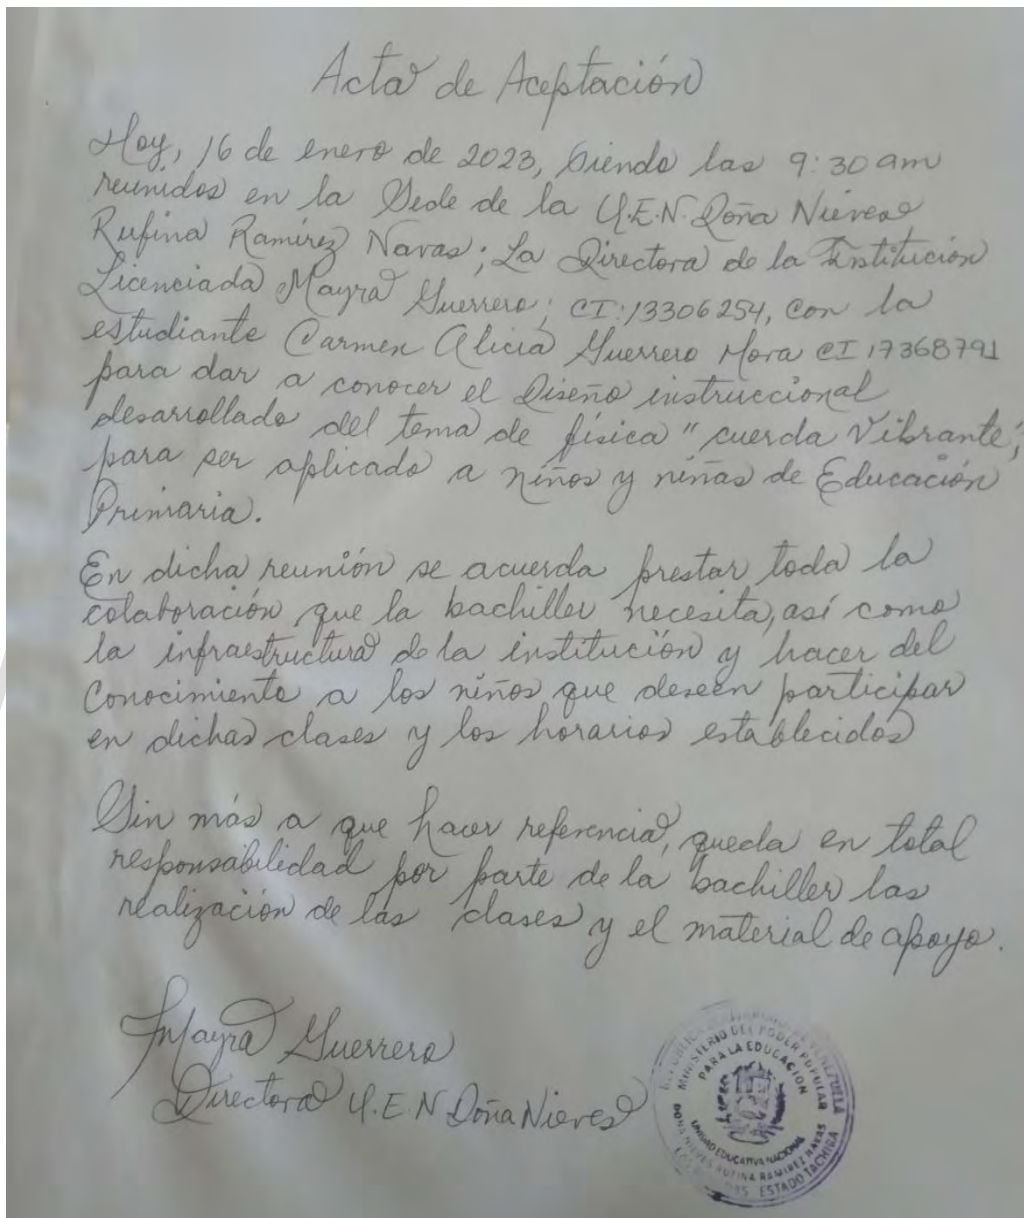 Acta de Aceptación
Hoy, 16 de enero de 2023, siendo las 9:30 am
reunidos en la Sede de la U.E.N. Doña Nieves
Rufina Ramírez Navas; La Directora de la Institución
Licenciada Mayra Guerrero; CI: 13306254, con la
estudiante Carmen Alicia Guerrero Mora CI 17368791
para dar a conocer el Diseño instruccional
desarrollado del tema de física "cuerda Vibrante",
para ser aplicado a niños y niñas de Educación
Primaria.
En dicha reunión se acuerda prestar toda la
colaboración que la bachiller necesita, así como
la infraestructura de la institución y hacer del
Conocimiento a los niños que deseen participar
en dichas clases y los horarios establecidos
Sin más a que hacer referencia, queda en total
responsabilidad por parte de la bachiller las
realización de las clases y el material de apoyo.
Mayra Guerrero
Directora U.E.N Doña Nieves
MINISTERIO DEL PODER POPULAR
PARA LA EDUCACION
UNIDAD EDUCATIVA NACIONAL
DOÑA NIEVES RUFINA RAMIREZ NAVAS
ESTADO TACHIRA